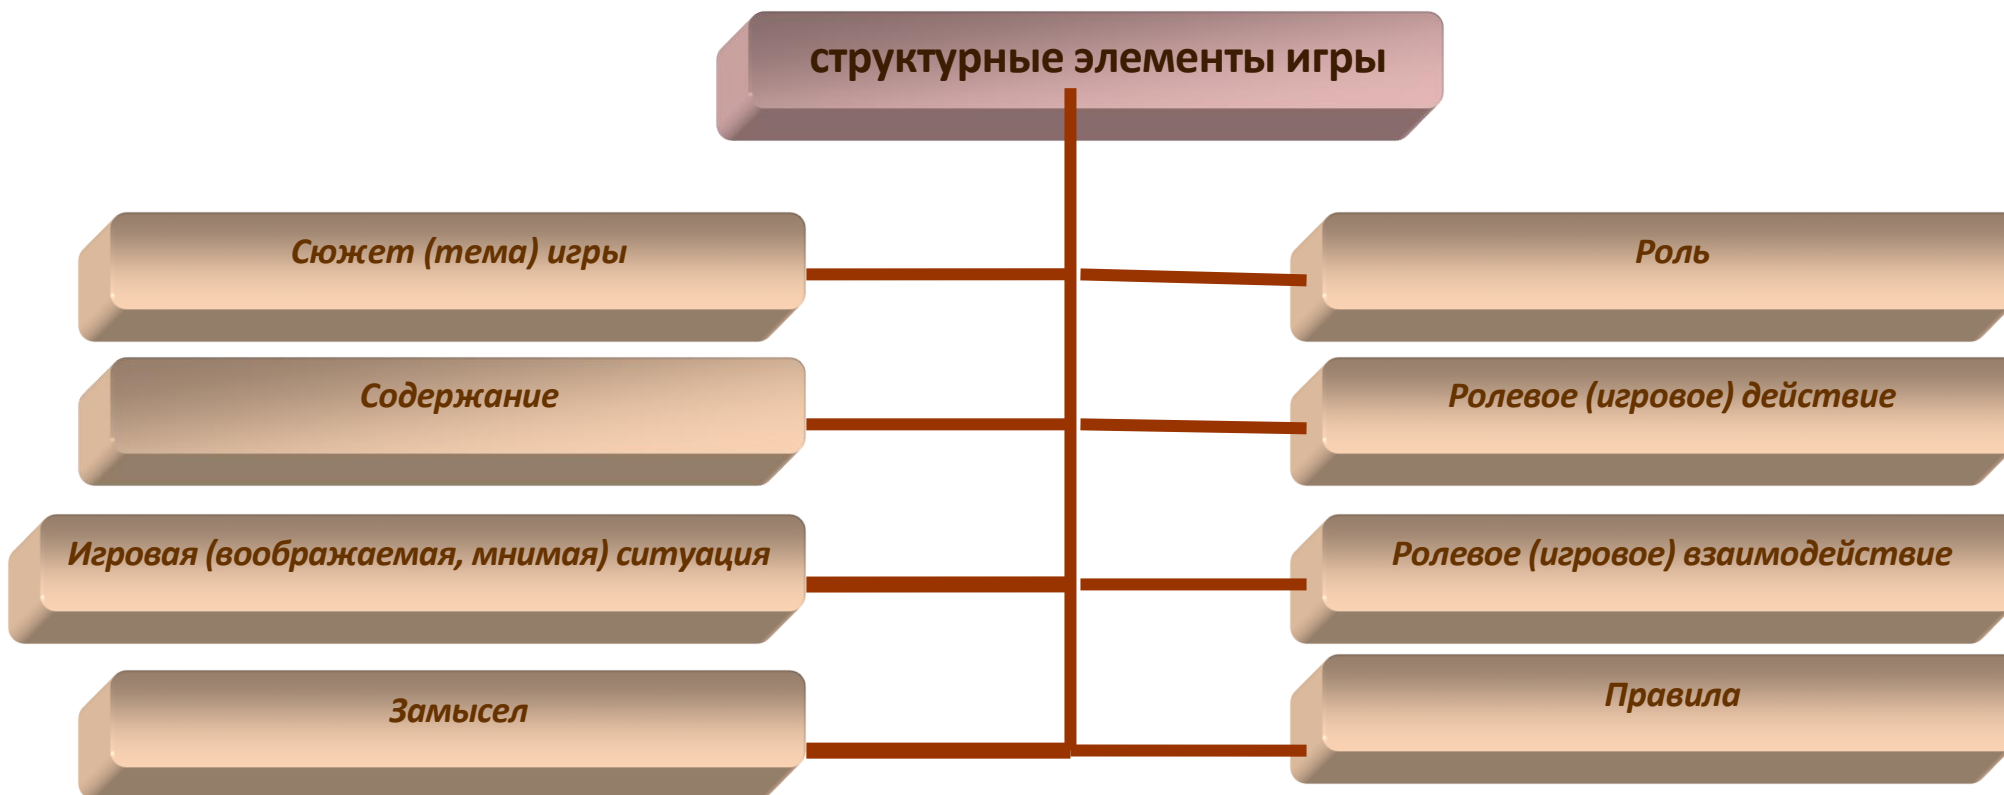 структурные элементы игры
Сюжет (тема) игры
Роль
Содержание
Ролевое (игровое) действие
Игровая (воображаемая, мнимая) ситуация
Ролевое (игровое) взаимодействие
Замысел
Правила